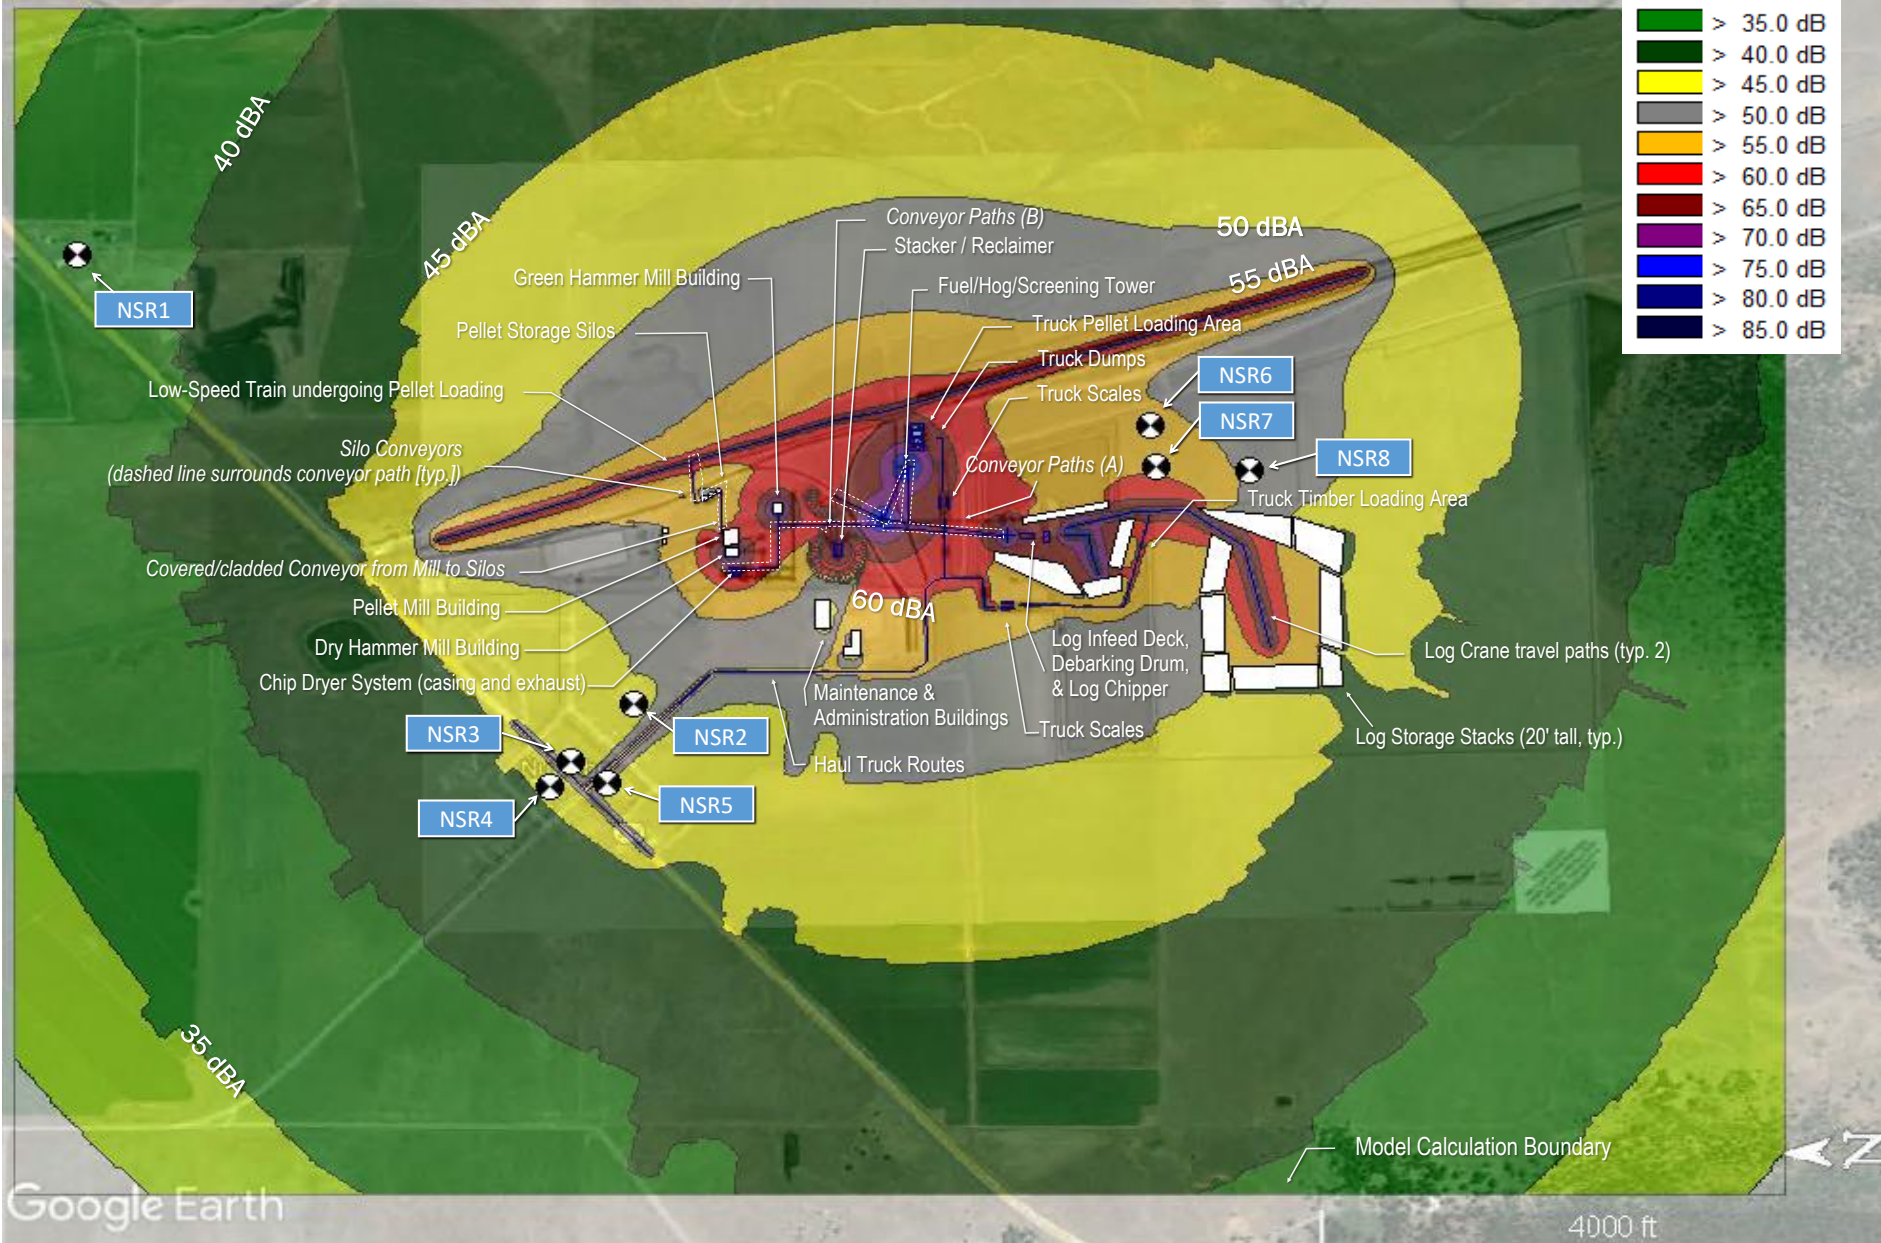 > 35.0 dB
> 40.0 dB
> 45.0 dB
> 50.0 dB
> 55.0 dB
> 60.0 dB
> 65.0 dB
> 70.0 dB
> 75.0 dB
> 80.0 dB
> 85.0 dB
40 dBA
45 dBA
50 dBA
55 dBA
60 dBA
35 dBA
NSR1
Conveyor Paths (B)
Stacker / Reclaimer
Green Hammer Mill Building
Fuel/Hog/Screening Tower
Pellet Storage Silos
Truck Pellet Loading Area
Truck Dumps
NSR6
Low-Speed Train undergoing Pellet Loading
Truck Scales
NSR7
Silo Conveyors
(dashed line surrounds conveyor path [typ.])
Conveyor Paths (A)
NSR8
Truck Timber Loading Area
Covered/cladded Conveyor from Mill to Silos
Pellet Mill Building
Dry Hammer Mill Building
Chip Dryer System (casing and exhaust)
Log Infeed Deck,
Debarking Drum,
& Log Chipper
Log Crane travel paths (typ. 2)
Maintenance &
Administration Buildings
Truck Scales
Log Storage Stacks (20' tall, typ.)
NSR3
NSR2
Haul Truck Routes
NSR4
NSR5
Model Calculation Boundary
Z
Google Earth
4000 ft